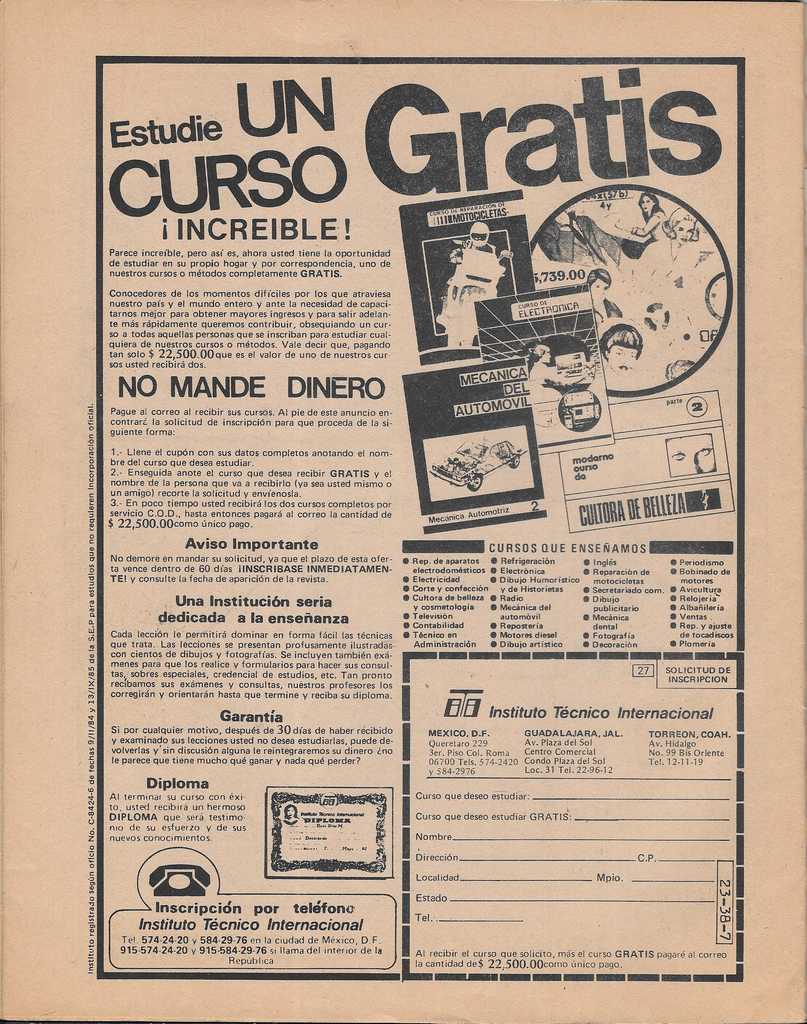 Estudie UN
CURSO
Gratis
¡INCREIBLE!
Parece increíble, pero así es, ahora usted tiene la oportunidad
de estudiar en su propio hogar y por correspondencia, uno de
nuestros cursos o métodos completamente GRATIS.
Conocedores de los momentos difíciles por los que atraviesa
nuestro país y el mundo entero y ante la necesidad de capaci-
tarnos mejor para obtener mayores ingresos y para salir adelan-
te más rápidamente queremos contribuir, obsequiando un cur-
so a todas aquellas personas que se inscriban para estudiar cual-
quiera de nuestros cursos o métodos. Vale decir que, pagando
tan solo $ 22,500.00 que es el valor de uno de nuestros cur-
sos usted recibirá dos.
NO MANDE DINERO
Pague al correo al recibir sus cursos. Al pie de este anuncio en-
contrará la solicitud de inscripción para que proceda de la si-
guiente forma:
1.- Llene el cupón con sus datos completos anotando el nom-
bre del curso que desea estudiar.
2.- Enseguida anote el curso que desea recibir GRATIS y el
nombre de la persona que va a recibirlo (ya sea usted mismo o
un amigo) recorte la solicitud y envíenosla.
3.- En poco tiempo usted recibirá los dos cursos completos por
servicio C.O.D., hasta entonces pagará al correo la cantidad de
$ 22,500.00 como único pago.
Aviso Importante
No demore en mandar su solicitud, ya que el plazo de esta ofer-
ta vence dentro de 60 días ¡INSCRIBASE INMEDIATAMEN-
TE! y consulte la fecha de aparición de la revista.
Una Institución seria
dedicada a la enseñanza
Cada lección le permitirá dominar en forma fácil las técnicas
que trata. Las lecciones se presentan profusamente ilustradas
con cientos de dibujos y fotografías. Se incluyen también exá-
menes para que los realice y formularios para hacer sus consul-
tas, sobres especiales, credencial de estudios, etc. Tan pronto
recibamos sus exámenes y consultas, nuestros profesores los
corregirán y orientarán hasta que termine y reciba su diploma.
Garantía
Si por cualquier motivo, después de 30 días de haber recibido
y examinado sus lecciones usted no desea estudiarlas, puede de-
volverlas y sin discusión alguna le reintegraremos su dinero ¿no
le parece que tiene mucho qué ganar y nada qué perder?
Diploma
Al terminar su curso con éxi-
to, usted recibirá un hermoso
DIPLOMA que será testimo-
nio de su esfuerzo y de sus
nuevos conocimientos.
Instituto Técnico Internacional
DIPLOMA
Inscripción por teléfono
Instituto Técnico Internacional
Tel. 574-24-20 y 584-29-76 en la ciudad de México, D.F.
915-574-24-20 y 915-584-29-76 si llama del interior de la
República
Instituto registrado según oficio No. C-8424-6 de fechas 9/11/84 y 13/IX/85 de la S.E.P para estudios que no requieren incorporación oficial.
CURSO DE REPARACION DE
MOTOCICLETAS
5,739.00
CURSO DE
ELECTRONICA
MECANICA
DEL
AUTOMOVIL
Mecánica Automotriz 2
parte 2
moderno
curso
de
CULTORA DE BELLEZA
CURSOS QUE ENSEÑAMOS
● Rep. de aparatos
electrodomésticos
● Electricidad
● Corte y confección
● Cultora de belleza
y cosmetología
● Televisión
● Contabilidad
● Técnico en
Administración
● Refrigeración
● Electrónica
● Dibujo Humorístico
y de Historietas
● Radio
● Mecánica del
automóvil
● Repostería
● Motores diesel
● Dibujo artístico
● Inglés
● Reparación de
motocicletas
● Secretariado com.
● Dibujo
publicitario
● Mecánica
dental
● Fotografía
● Decoración
● Periodismo
● Bobinado de
motores
● Avicultura
● Relojería
● Albañilería
● Ventas
● Rep. y ajuste
de tocadiscos
● Plomería
27 SOLICITUD DE
INSCRIPCION
Instituto Técnico Internacional
MEXICO, D.F.
Queretaro 229
3er. Piso Col. Roma
06700 Tels. 574-2420
y 584-2976
GUADALAJARA, JAL.
Av. Plaza del Sol
Centro Comercial
Condo Plaza del Sol
Loc. 31 Tel. 22-96-12
TORREON, COAH.
Av. Hidalgo
No. 99 Bis Oriente
Tel. 12-11-19
Curso que deseo estudiar:
Curso que deseo estudiar GRATIS:
Nombre
Dirección C.P.
Localidad Mpio.
Estado
Tel.
23-38-7
Al recibir el curso que solicito, más el curso GRATIS pagaré al correo
la cantidad de $ 22,500.00 como único pago.